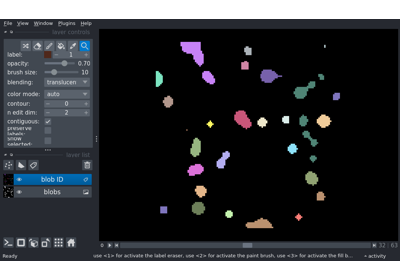 File View Window Plugins Help
layer controls
label: 1
opacity: 0.70
brush size: 10
blending: translucen
color mode: auto
contour: 0
n edit dim: 2
contiguous:
preserve labels:
show selected:
layer list
blob ID
blobs
0 32 63
Ready use <1> for activate the label eraser, use <2> for activate the paint brush, use <3> for activate the fill b... activity